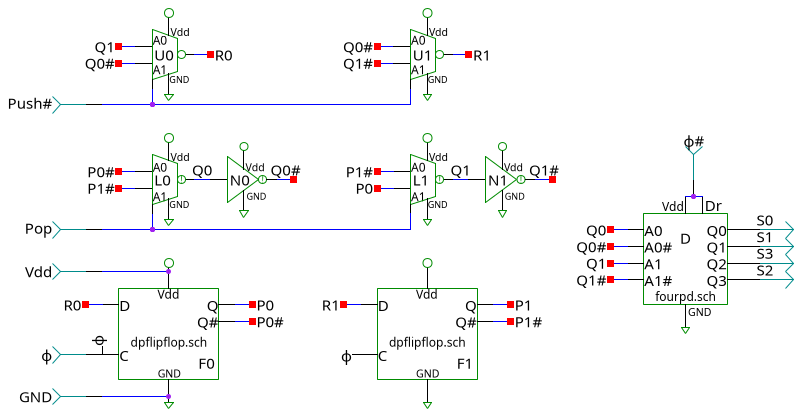 Vdd
Q1 A0
U0 R0
Q0# A1
GND
Vdd
Q0# A0
U1 R1
Q1# A1
GND
Push#
Vdd
P0# A0
L0 Q0
P1# A1
GND
Vdd
N0 Q0#
GND
Vdd
P1# A0
L1 Q1
P0 A1
GND
Vdd
N1 Q1#
GND
Pop
ϕ#
Vdd Dr
Q0 A0 Q0 S0
Q0# A0# D Q1 S1
Q1 A1 Q2 S3
Q1# A1# Q3 S2
fourpd.sch
GND
Vdd
Vdd
R0 D Q P0
Q# P0#
dpflipflop.sch
ϕ ϕ C F0
GND
Vdd
R1 D Q P1
Q# P1#
dpflipflop.sch
ϕ C F1
GND
GND